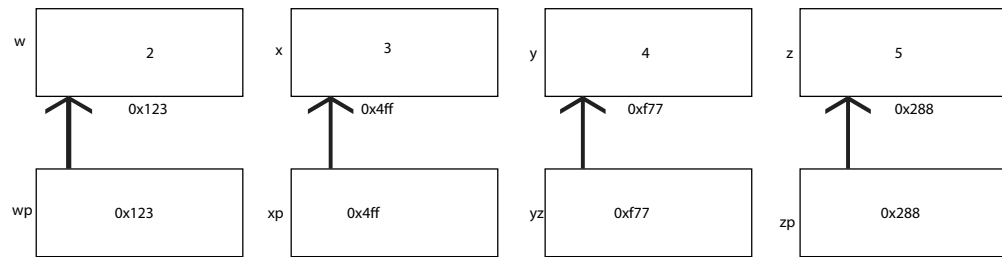 w 2 x 3 y 4 z 5
0x123 0x4ff 0xf77 0x288
wp 0x123 xp 0x4ff yz 0xf77 zp 0x288